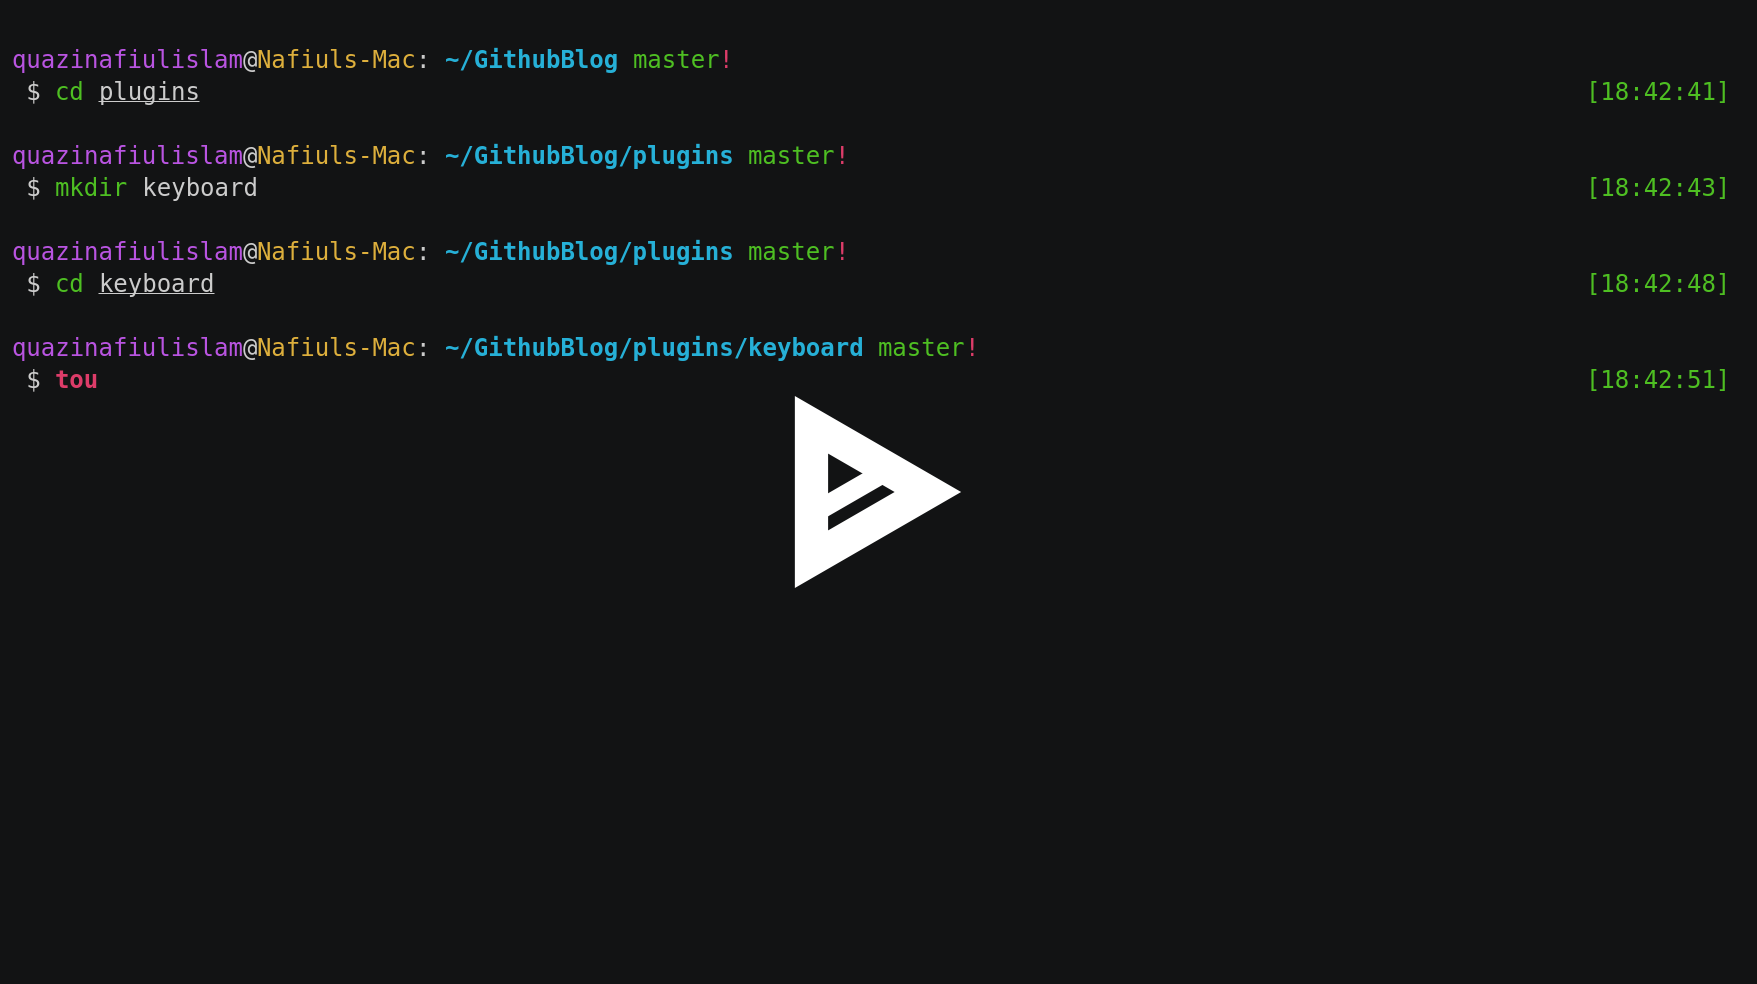 quazinafiulislam@Nafiuls-Mac: ~/GithubBlog master!
$ cd plugins [18:42:41]
quazinafiulislam@Nafiuls-Mac: ~/GithubBlog/plugins master!
$ mkdir keyboard [18:42:43]
quazinafiulislam@Nafiuls-Mac: ~/GithubBlog/plugins master!
$ cd keyboard [18:42:48]
quazinafiulislam@Nafiuls-Mac: ~/GithubBlog/plugins/keyboard master!
$ tou [18:42:51]